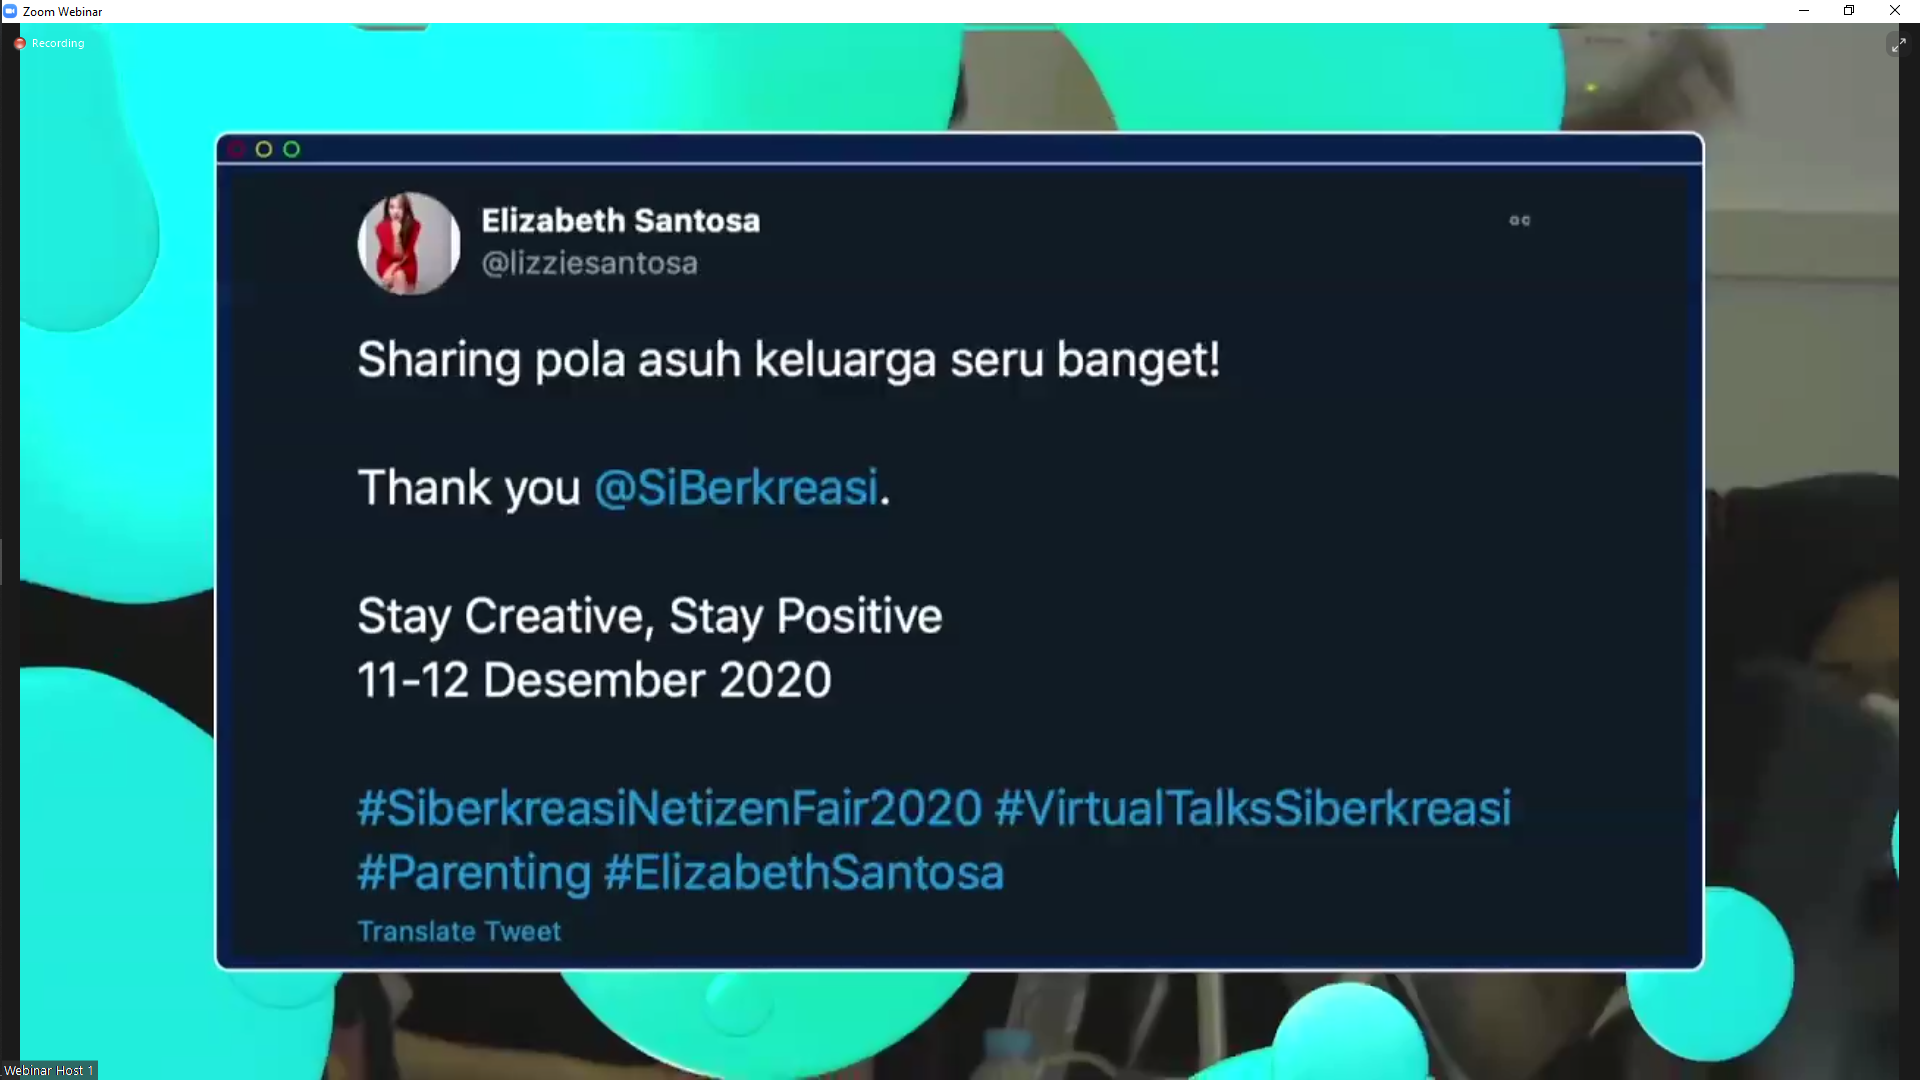 Zoom Webinar
Recording
Elizabeth Santosa
@lizziesantosa
Sharing pola asuh keluarga seru banget!
Thank you @SiBerkreasi.
Stay Creative, Stay Positive
11-12 Desember 2020
#SiberkreasiNetizenFair2020 #VirtualTalksSiberkreasi
#Parenting #ElizabethSantosa
Translate Tweet
Webinar Host 1